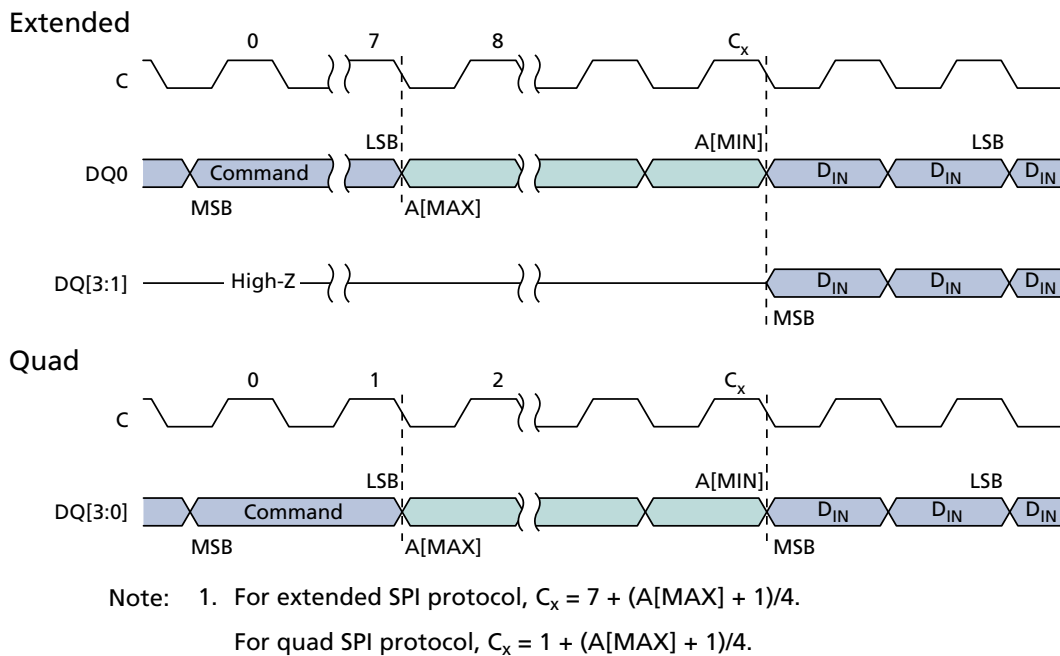 Extended
0 7 8 Cx
C
LSB A[MIN] LSB
DQ0 Command DIN DIN DIN
MSB A[MAX]
DQ[3:1] High-Z DIN DIN DIN
MSB
Quad
0 1 2 Cx
C
LSB A[MIN] LSB
DQ[3:0] Command DIN DIN DIN
MSB A[MAX] MSB
Note: 1. For extended SPI protocol, Cx = 7 + (A[MAX] + 1)/4.
For quad SPI protocol, Cx = 1 + (A[MAX] + 1)/4.